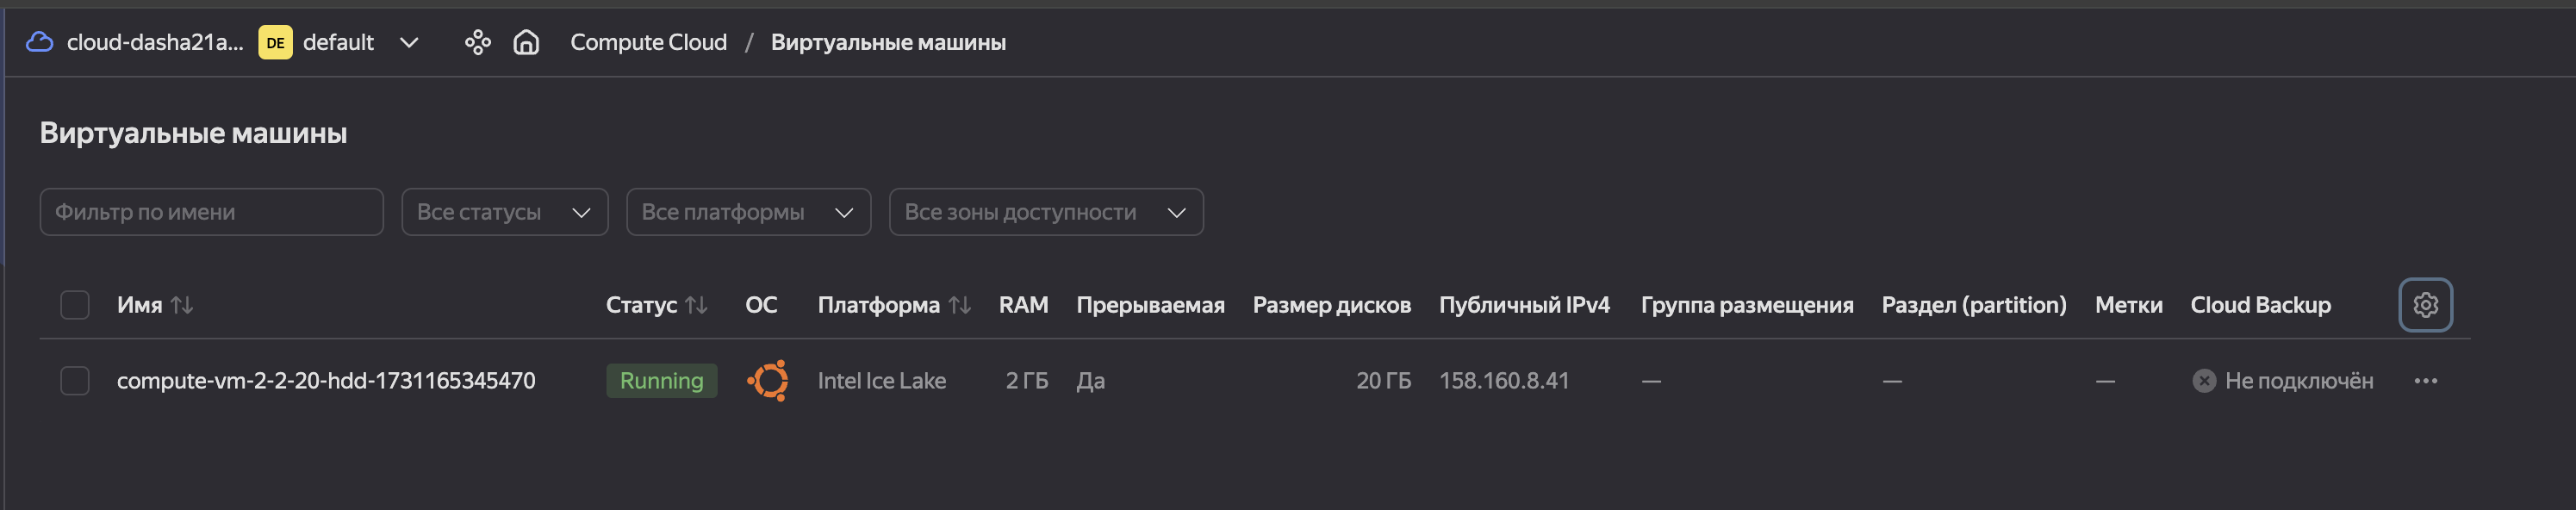 cloud-dasha21a... DE default Compute Cloud / Виртуальные машины
Виртуальные машины
Фильтр по имени Все статусы Все платформы Все зоны доступности
Имя Статус ОС Платформа RAM Прерываемая Размер дисков Публичный IPv4 Группа размещения Раздел (partition) Метки Cloud Backup
compute-vm-2-2-20-hdd-1731165345470 Running Intel Ice Lake 2 ГБ Да 20 ГБ 158.160.8.41 — — — Не подключён